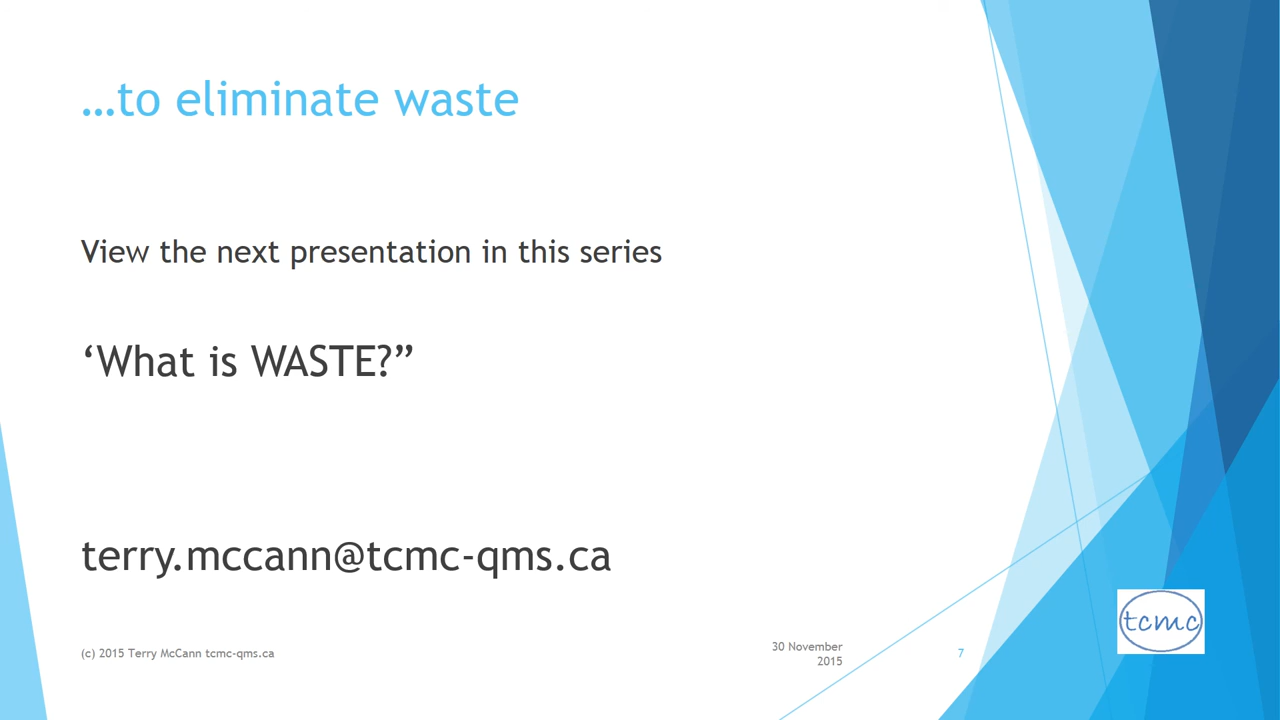 …to eliminate waste
View the next presentation in this series
‘What is WASTE?”
terry.mccann@tcmc-qms.ca
(c) 2015 Terry McCann tcmc-qms.ca
30 November
2015
7
tcmc